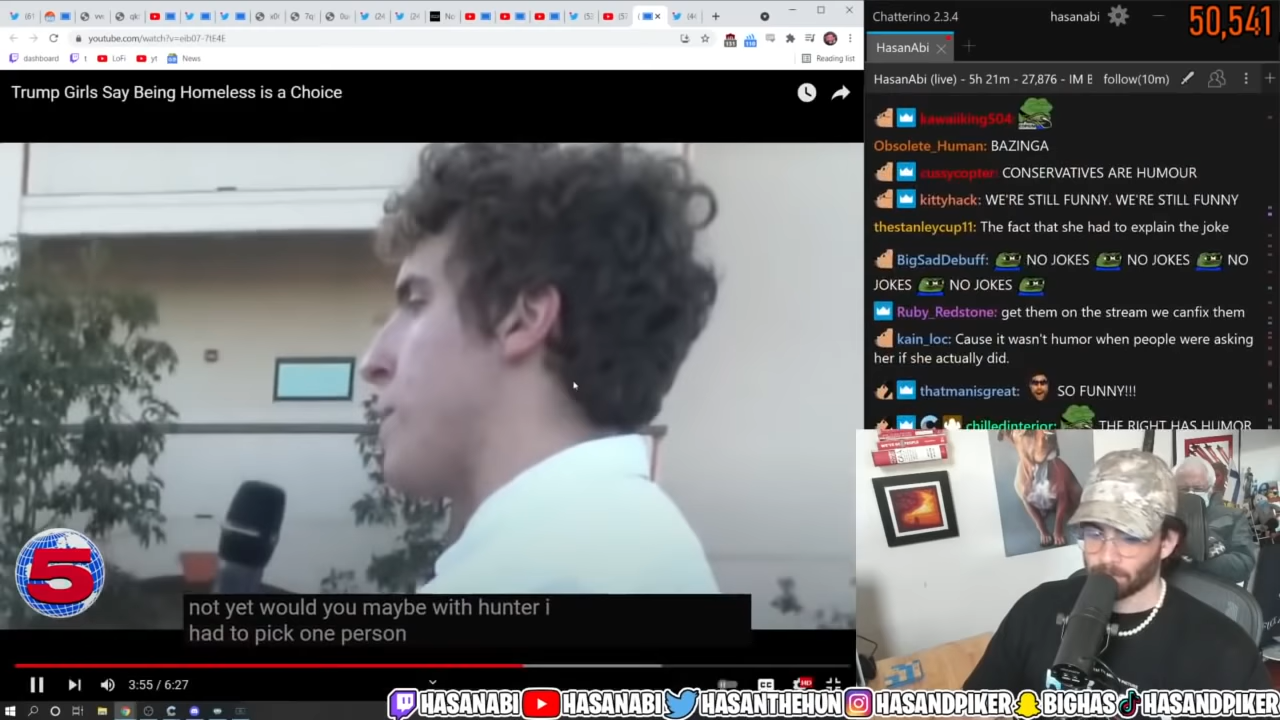 youtube.com/watch?v=eib07-7tE4E
dashboard
t
LoFi
yt
News
Reading list
Trump Girls Say Being Homeless is a Choice
5
not yet would you maybe with hunter i
had to pick one person
3:55 / 6:27
HD
Chatterino 2.3.4
hasanabi
50,541
HasanAbi
HasanAbi (live) - 5h 21m - 27,876 - IM B
follow(10m)
kawaiiking504:
Obsolete_Human: BAZINGA
cussycopter: CONSERVATIVES ARE HUMOUR
kittyhack: WE'RE STILL FUNNY. WE'RE STILL FUNNY
thestanleycup11: The fact that she had to explain the joke
BigSadDebuff: NO JOKES NO JOKES NO
JOKES NO JOKES
Ruby_Redstone: get them on the stream we canfix them
kain_loc: Cause it wasn't humor when people were asking
her if she actually did.
thatmanisgreat: SO FUNNY!!!
chilledinterior: THE RIGHT HAS HUMOR
HASANABI HASANABI HASANTHEHUN HASANDPIKER BIGHAS HASANDPIKER